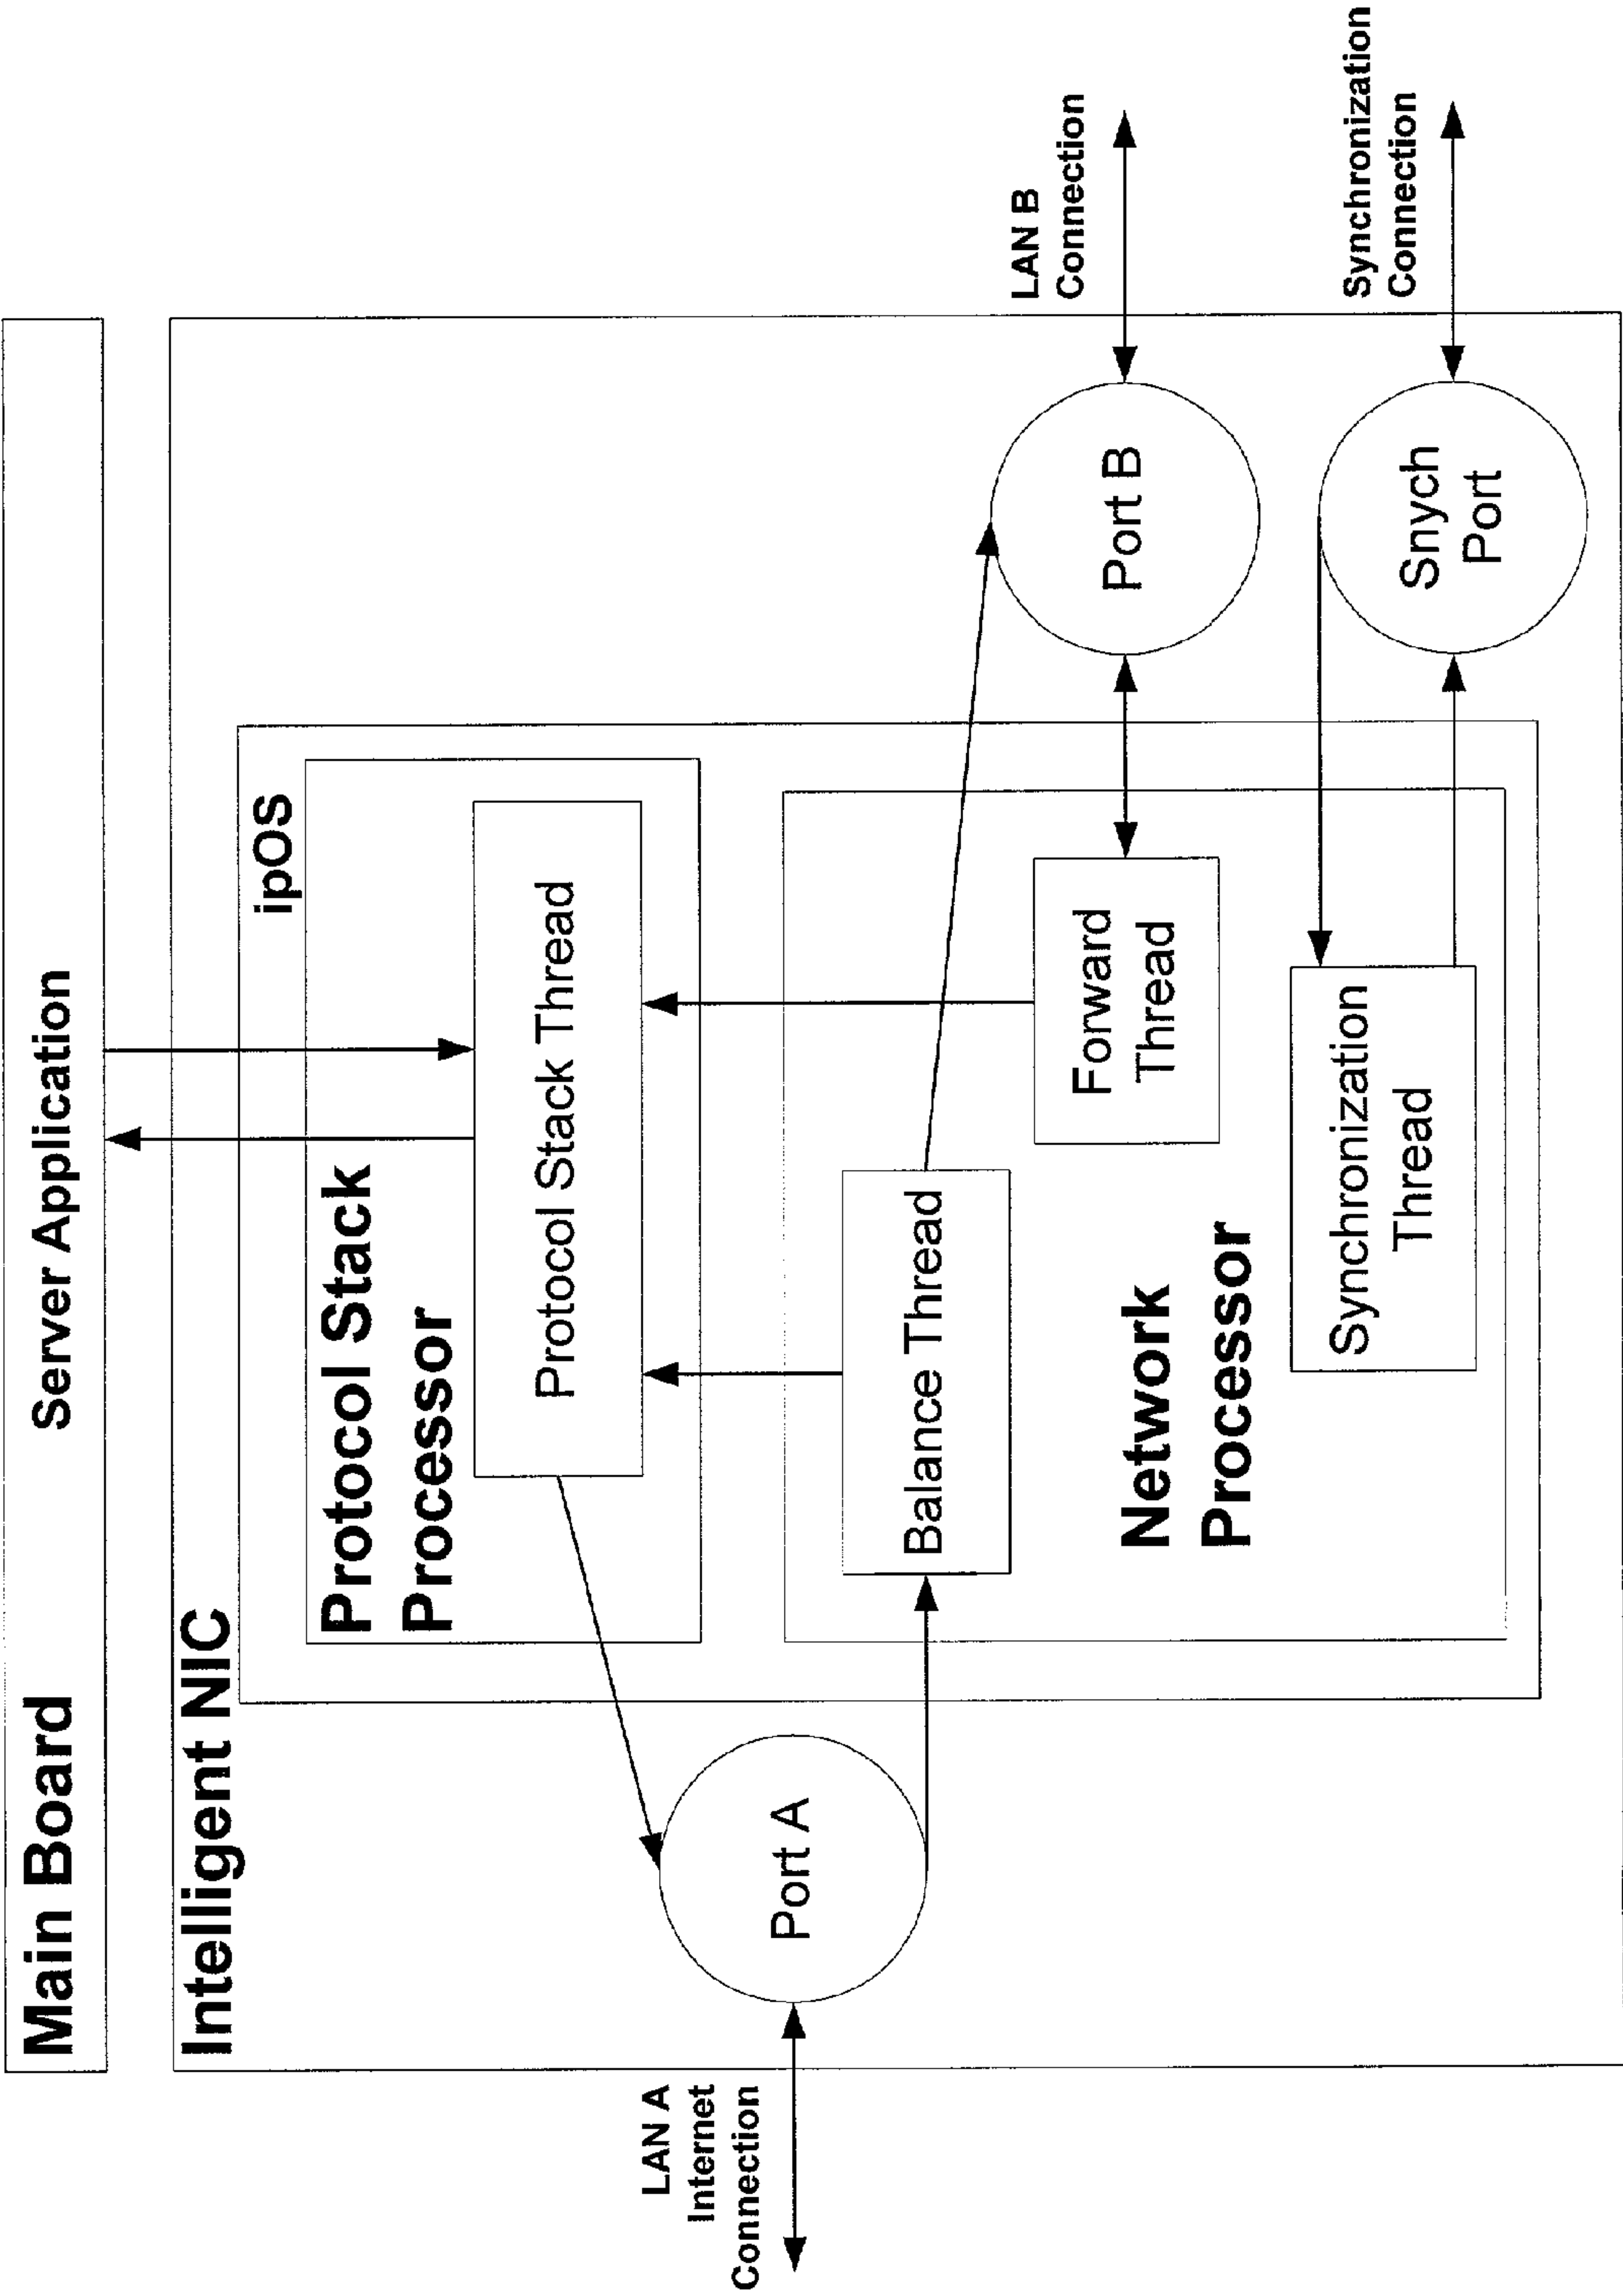 Main Board
Server Application
Intelligent NIC
ipOS
Protocol Stack
Processor
Protocol Stack Thread
LAN A
Internet
Connection
Port A
Balance Thread
Network
Processor
Forward
Thread
Synchronization
Thread
Port B
Snych
Port
LAN B
Connection
Synchronization
Connection